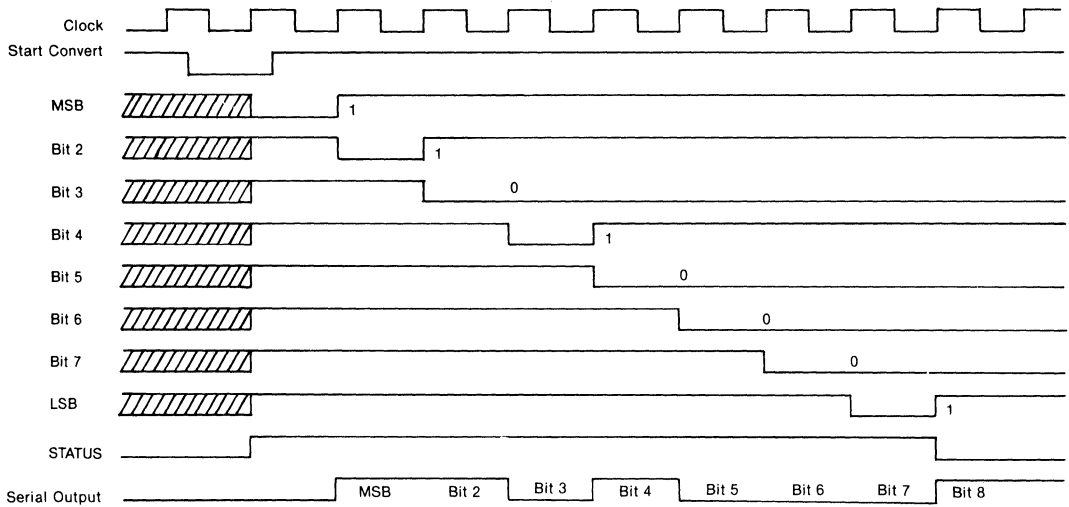 Clock
Start Convert
MSB
1
Bit 2
1
Bit 3
0
Bit 4
1
Bit 5
0
Bit 6
0
Bit 7
0
LSB
1
STATUS
Serial Output
MSB Bit 2 Bit 3 Bit 4 Bit 5 Bit 6 Bit 7 Bit 8